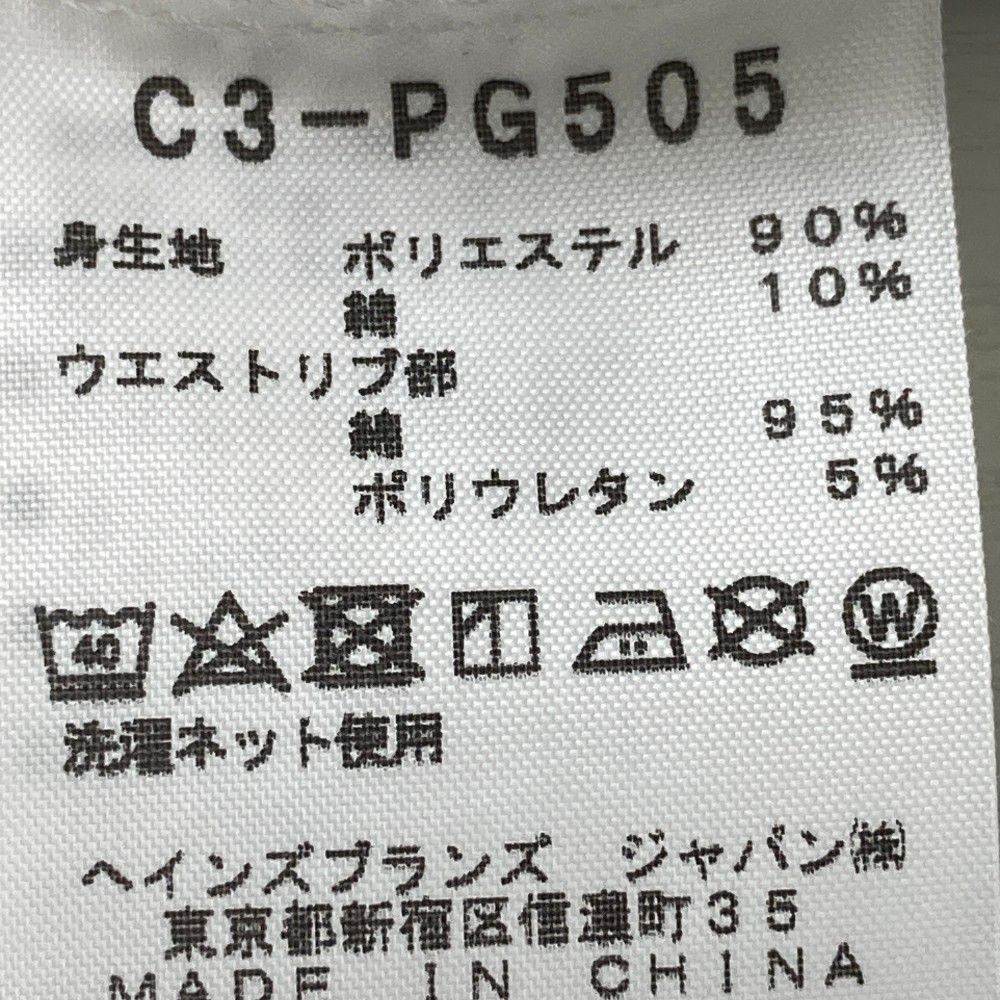 C3-PG505
身生地 ポリエステル 90%
綿 10%
ウエストリブ部
綿 95%
ポリウレタン 5%
40 W
洗濯ネット使用
ヘインズブランズ ジャパン㈱
東京都新宿区信濃町35
MADE IN CHINA